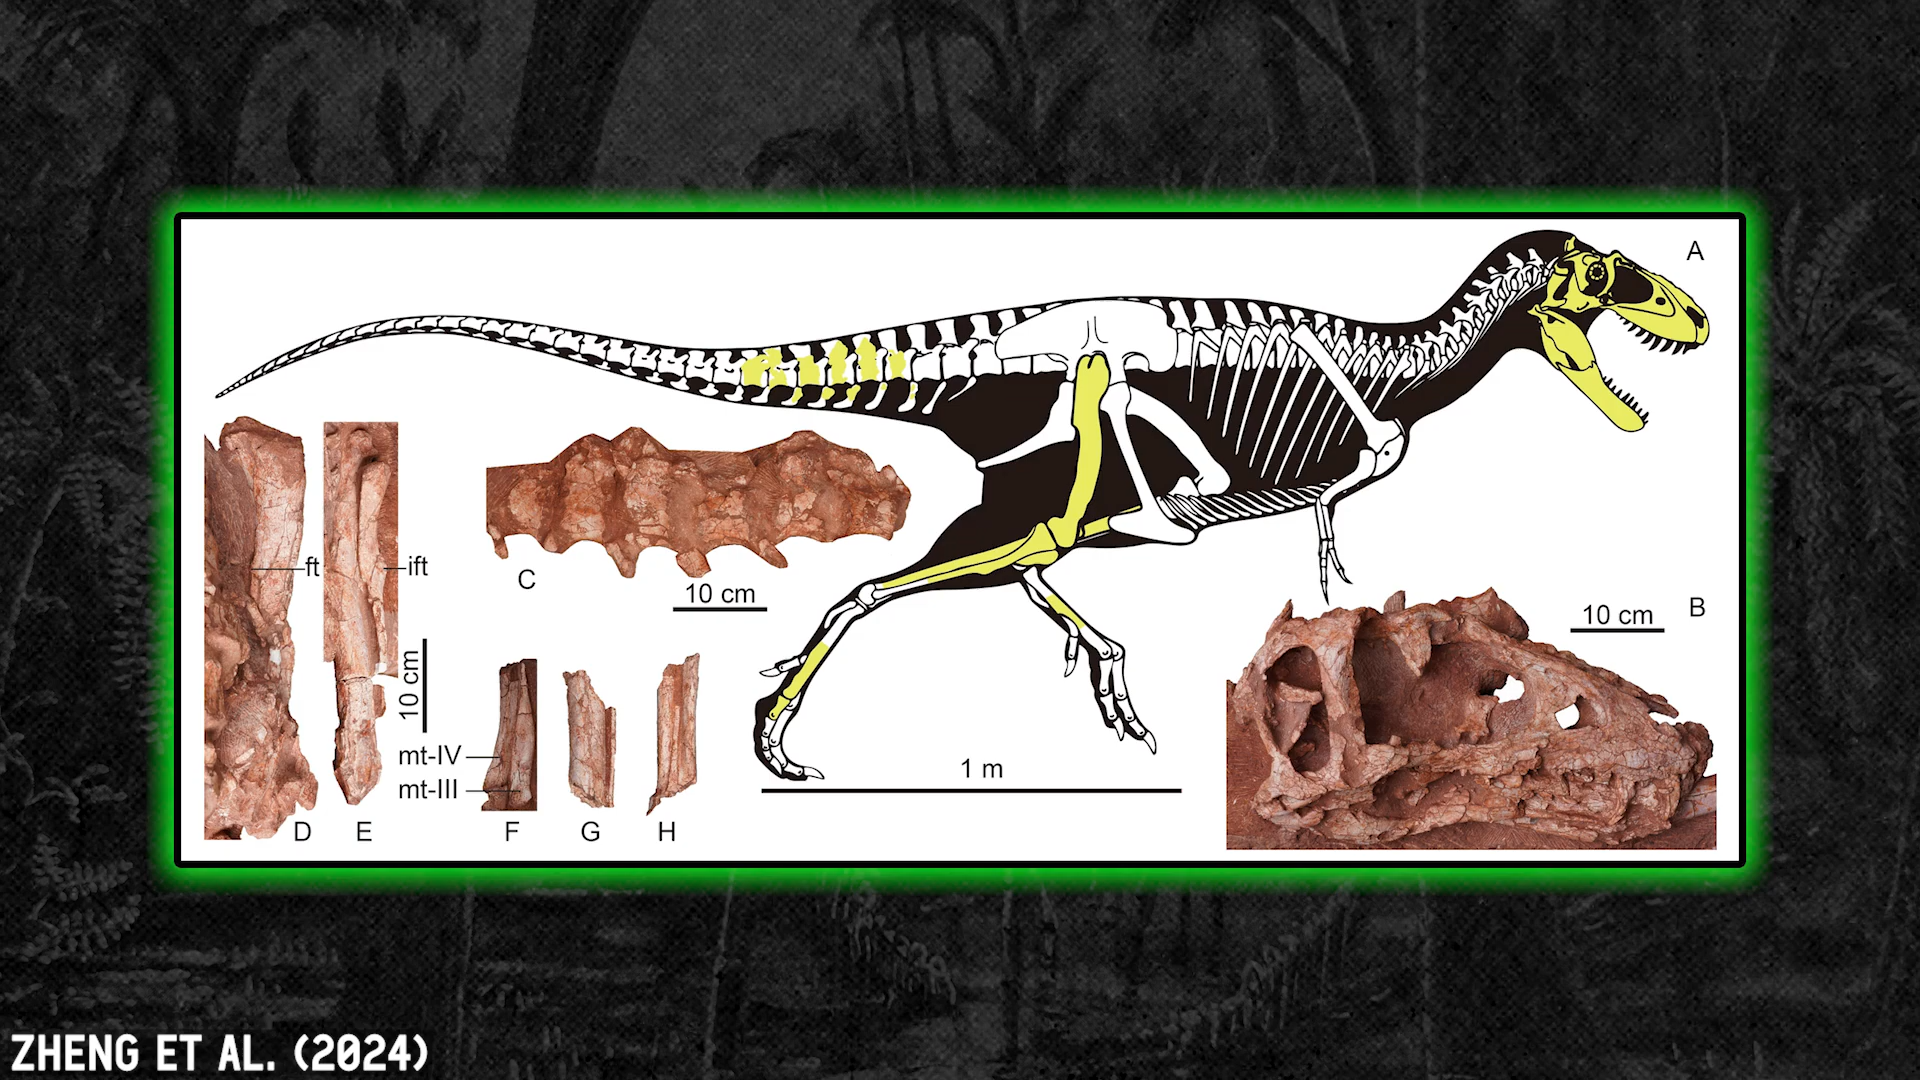 A
ft
ift
C
10 cm
10 cm
B
10 cm
mt-IV
mt-III
1 m
D
E
F
G
H
ZHENG ET AL. (2024)